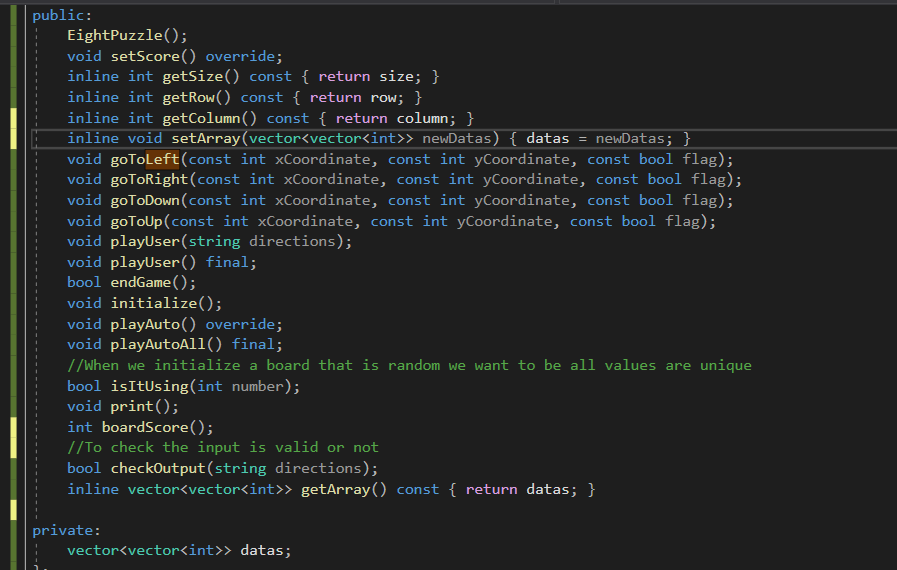 public:
EightPuzzle();
void setScore() override;
inline int getSize() const { return size; }
inline int getRow() const { return row; }
inline int getColumn() const { return column; }
inline void setArray(vector<vector<int>> newDatas) { datas = newDatas; }
void goToLeft(const int xCoordinate, const int yCoordinate, const bool flag);
void goToRight(const int xCoordinate, const int yCoordinate, const bool flag);
void goToDown(const int xCoordinate, const int yCoordinate, const bool flag);
void goToUp(const int xCoordinate, const int yCoordinate, const bool flag);
void playUser(string directions);
void playUser() final;
bool endGame();
void initialize();
void playAuto() override;
void playAutoAll() final;
//When we initialize a board that is random we want to be all values are unique
bool isItUsing(int number);
void print();
int boardScore();
//To check the input is valid or not
bool checkOutput(string directions);
inline vector<vector<int>> getArray() const { return datas; }
private:
vector<vector<int>> datas;
};